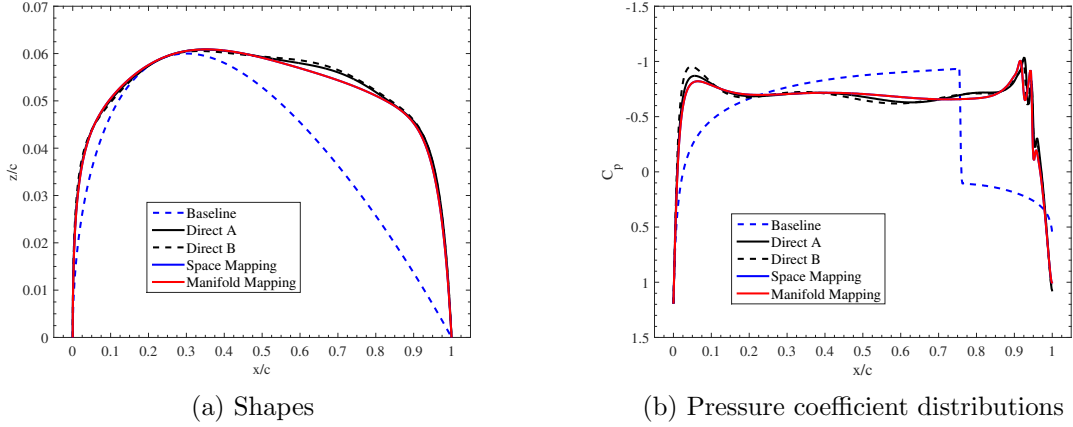 0.07
0.06
0.05
0.04
0.03
0.02
0.01
0
z/c
Baseline
Direct A
Direct B
Space Mapping
Manifold Mapping
0 0.1 0.2 0.3 0.4 0.5 0.6 0.7 0.8 0.9 1
x/c
(a) Shapes
-1.5
-1
-0.5
0
0.5
1
1.5
C_p
Baseline
Direct A
Direct B
Space Mapping
Manifold Mapping
0 0.1 0.2 0.3 0.4 0.5 0.6 0.7 0.8 0.9 1
x/c
(b) Pressure coefficient distributions